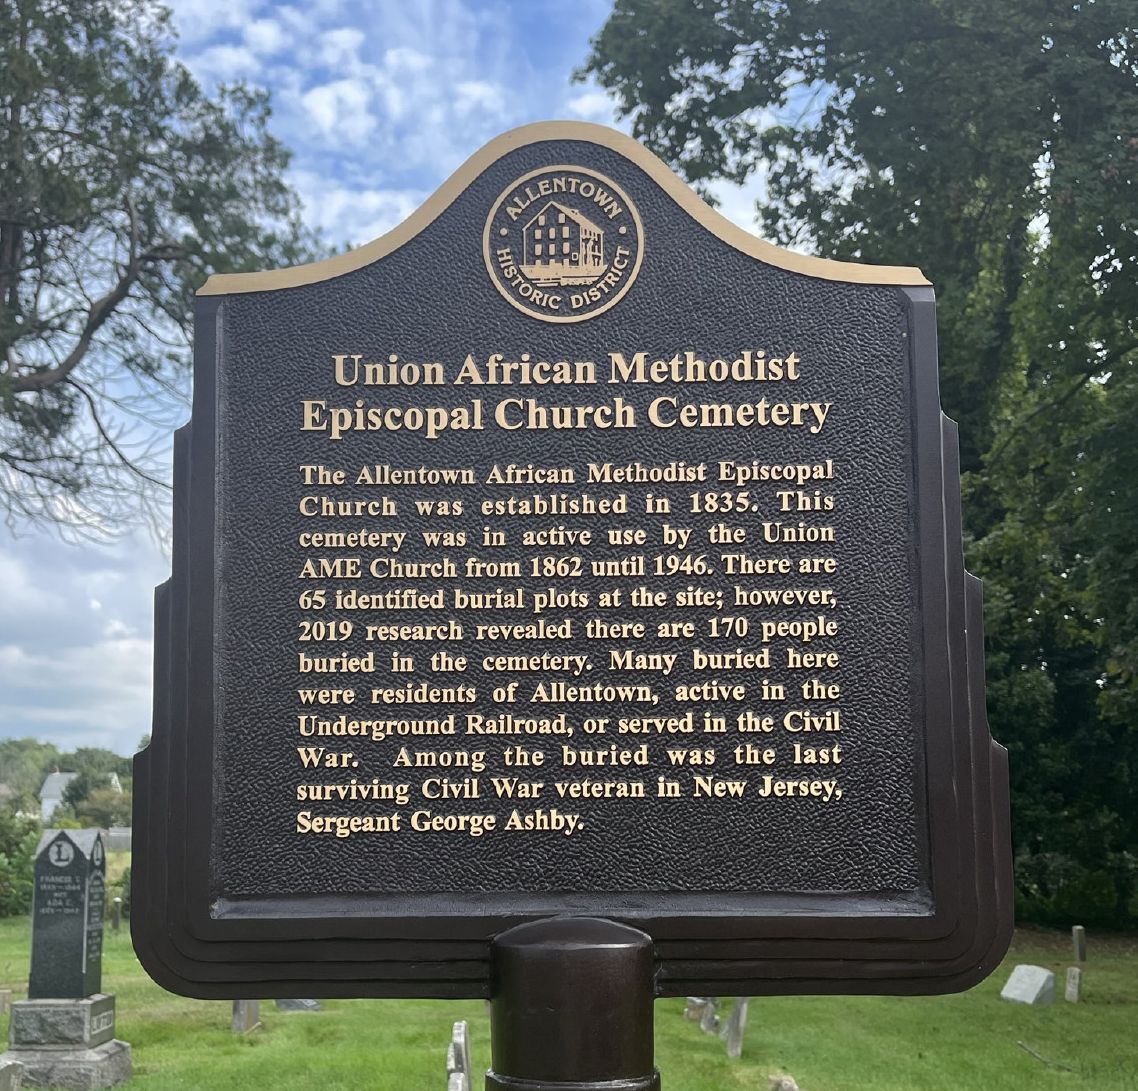 ALLENTOWN
HISTORIC DISTRICT
Union African Methodist
Episcopal Church Cemetery
The Allentown African Methodist Episcopal
Church was established in 1835. This
cemetery was in active use by the Union
AME Church from 1862 until 1946. There are
65 identified burial plots at the site; however,
2019 research revealed there are 170 people
buried in the cemetery. Many buried here
were residents of Allentown, active in the
Underground Railroad, or served in the Civil
War. Among the buried was the last
surviving Civil War veteran in New Jersey,
Sergeant George Ashby.
L